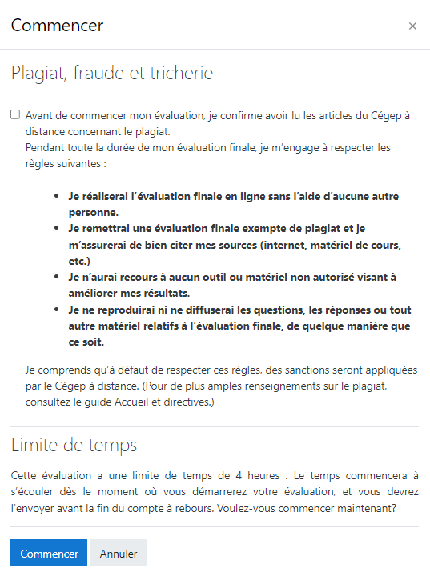 Commencer ×
Plagiat, fraude et tricherie
Avant de commencer mon évaluation, je confirme avoir lu les articles du Cégep à
distance concernant le plagiat.
Pendant toute la durée de mon évaluation finale, je m'engage à respecter les
règles suivantes :
• Je réaliserai l'évaluation finale en ligne sans l'aide d'aucune autre
personne.
• Je remettrai une évaluation finale exempte de plagiat et je
m'assurerai de bien citer mes sources (internet, matériel de cours,
etc.)
• Je n'aurai recours à aucun outil ou matériel non autorisé visant à
améliorer mes résultats.
• Je ne reproduirai ni ne diffuserai les questions, les réponses ou tout
autre matériel relatifs à l'évaluation finale, de quelque manière que
ce soit.
Je comprends qu'à défaut de respecter ces règles, des sanctions seront appliquées
par le Cégep à distance. (Pour de plus amples renseignements sur le plagiat,
consultez le guide Accueil et directives.)
Limite de temps
Cette évaluation a une limite de temps de 4 heures : Le temps commencera à
s'écouler dès le moment où vous démarrerez votre évaluation, et vous devrez
l'envoyer avant la fin du compte à rebours. Voulez-vous commencer maintenant?
Commencer Annuler